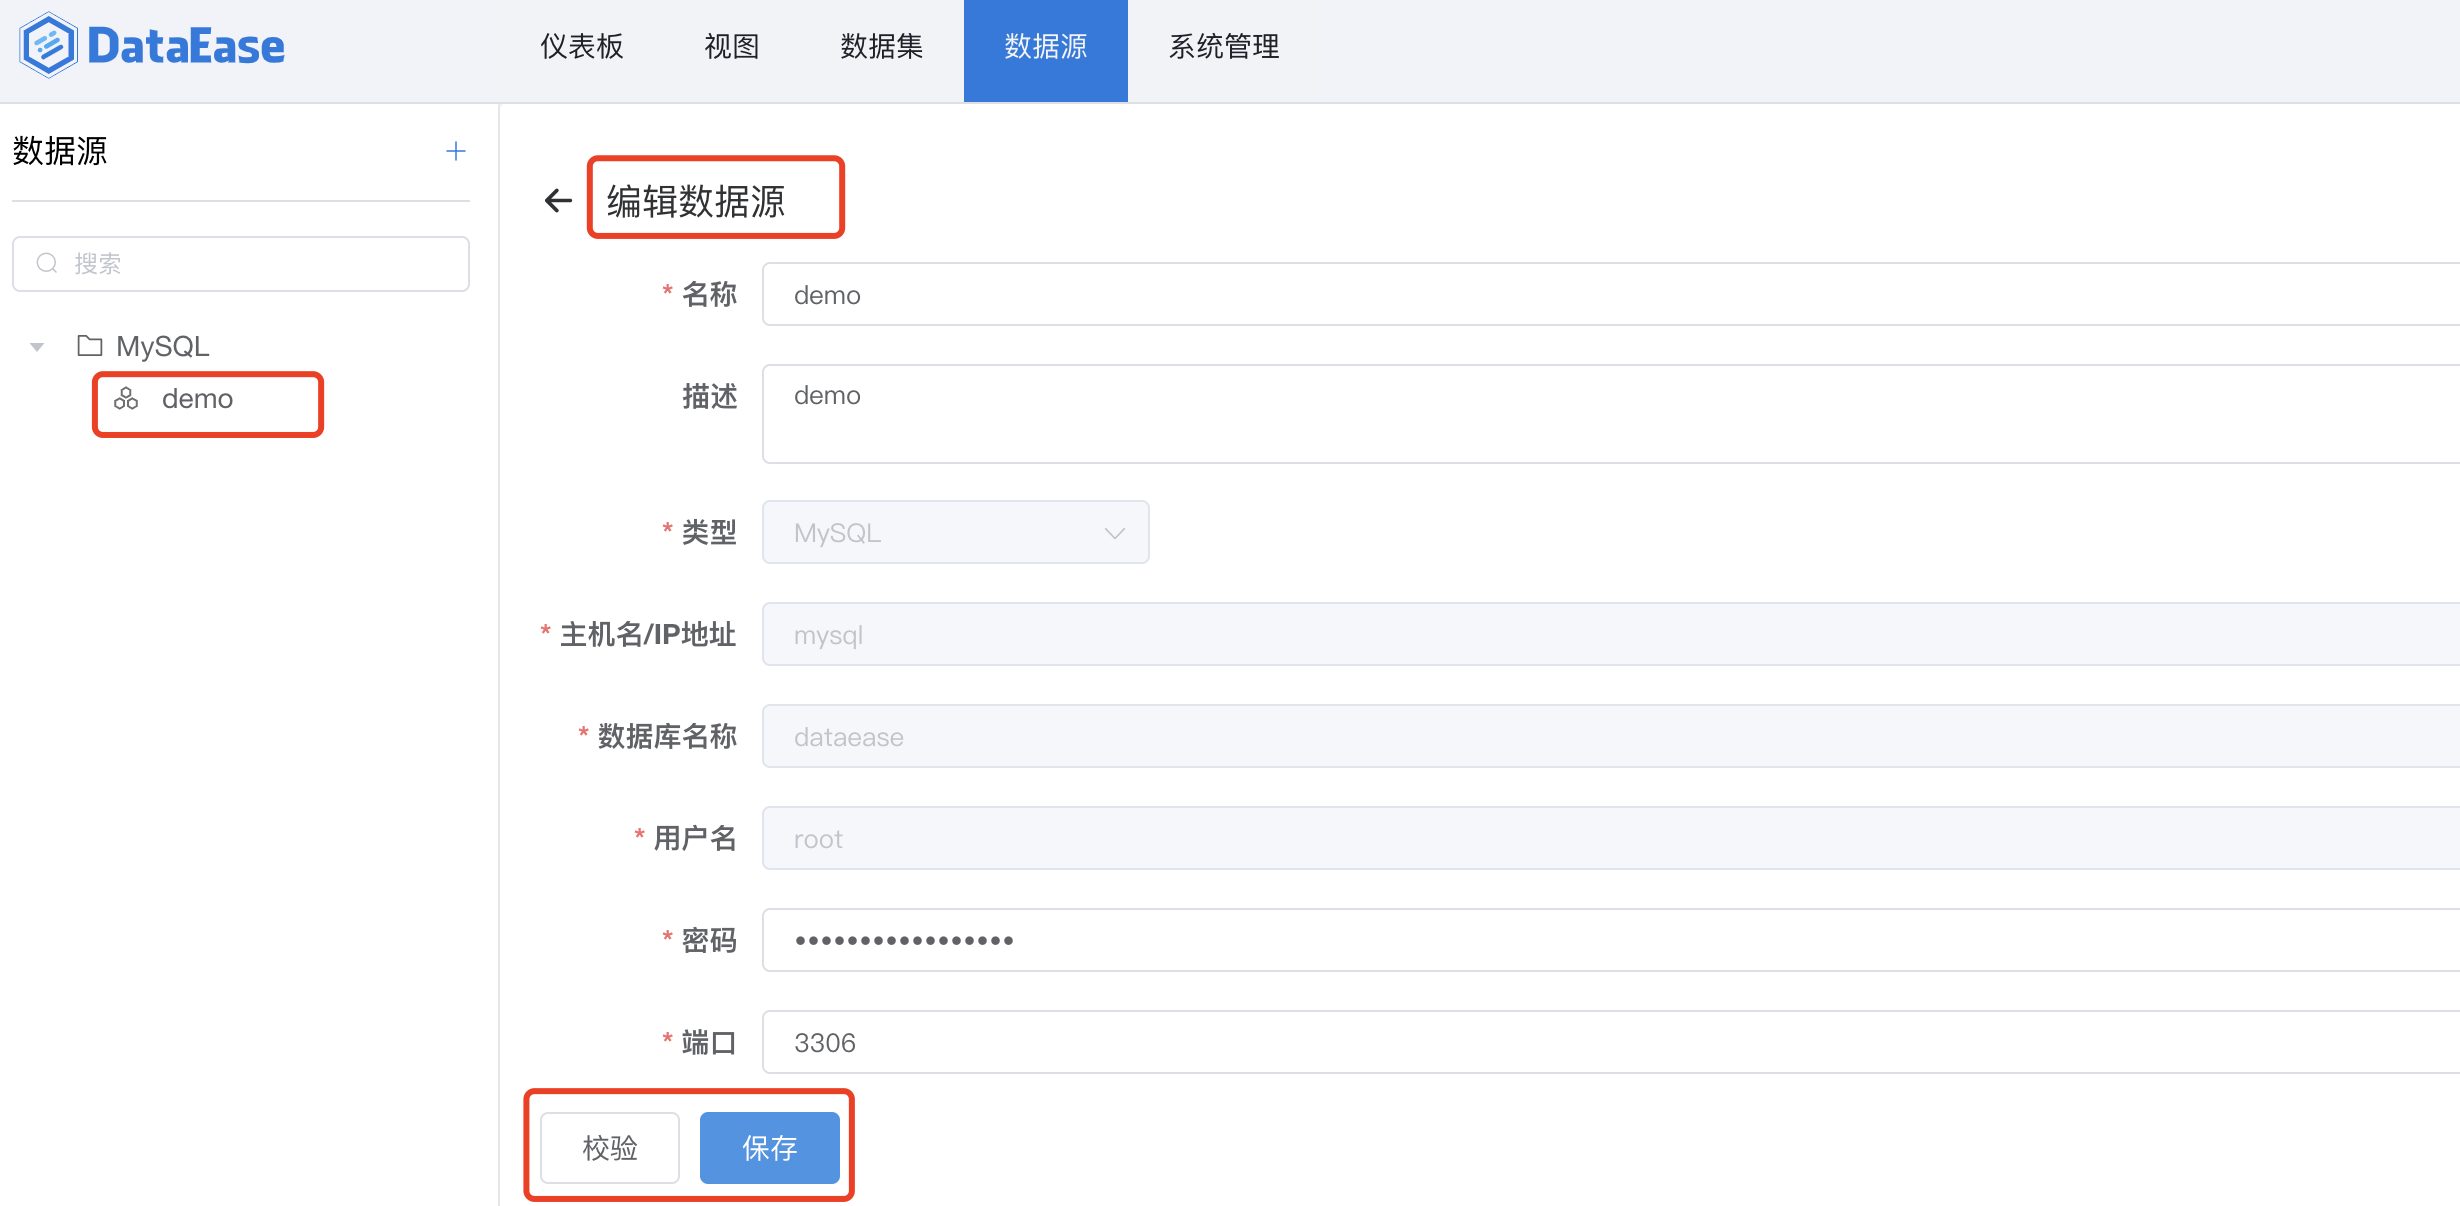 DataEase
仪表板 视图 数据集 数据源 系统管理
数据源
搜索
MySQL
demo
编辑数据源
* 名称 demo
描述 demo
* 类型 MySQL
* 主机名/IP地址 mysql
* 数据库名称 dataease
* 用户名 root
* 密码 •••••••••••••••••
* 端口 3306
校验 保存